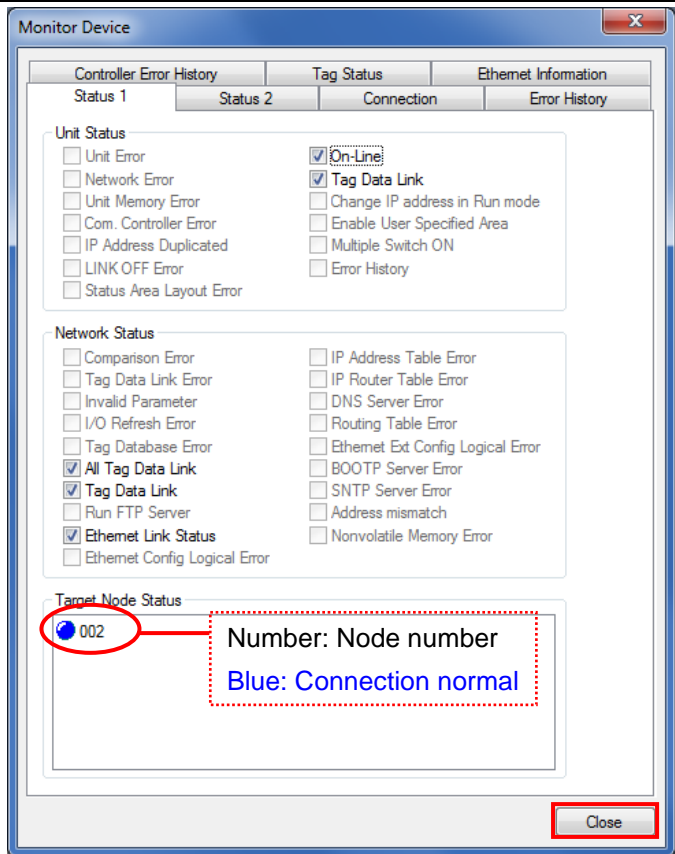 Monitor Device
Controller Error History
Tag Status
Ethernet Information
Status 1
Status 2
Connection
Error History
Unit Status
Unit Error
Network Error
Unit Memory Error
Com. Controller Error
IP Address Duplicated
LINK OFF Error
Status Area Layout Error
On-Line
Tag Data Link
Change IP address in Run mode
Enable User Specified Area
Multiple Switch ON
Error History
Network Status
Comparison Error
Tag Data Link Error
Invalid Parameter
I/O Refresh Error
Tag Database Error
All Tag Data Link
Tag Data Link
Run FTP Server
Ethernet Link Status
Ethernet Config Logical Error
IP Address Table Error
IP Router Table Error
DNS Server Error
Routing Table Error
Ethernet Ext Config Logical Error
BOOTP Server Error
SNTP Server Error
Address mismatch
Nonvolatile Memory Error
Target Node Status
002
Number: Node number
Blue: Connection normal
Close